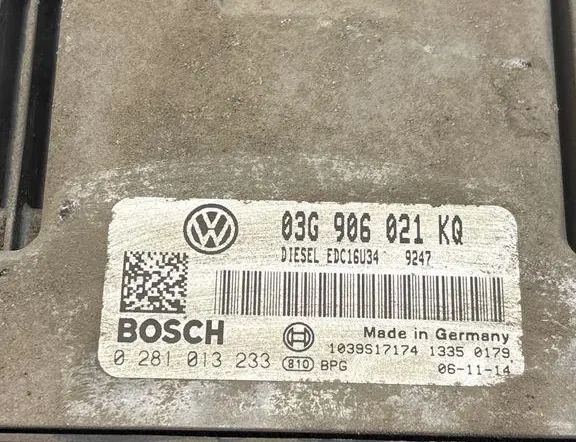 VW
03G 906 021 KQ
DIESEL EDC16U34 9247
BOSCH
Made in Germany
1039S17174 1335 0179
0 281 013 233 810 BPG
06-11-14